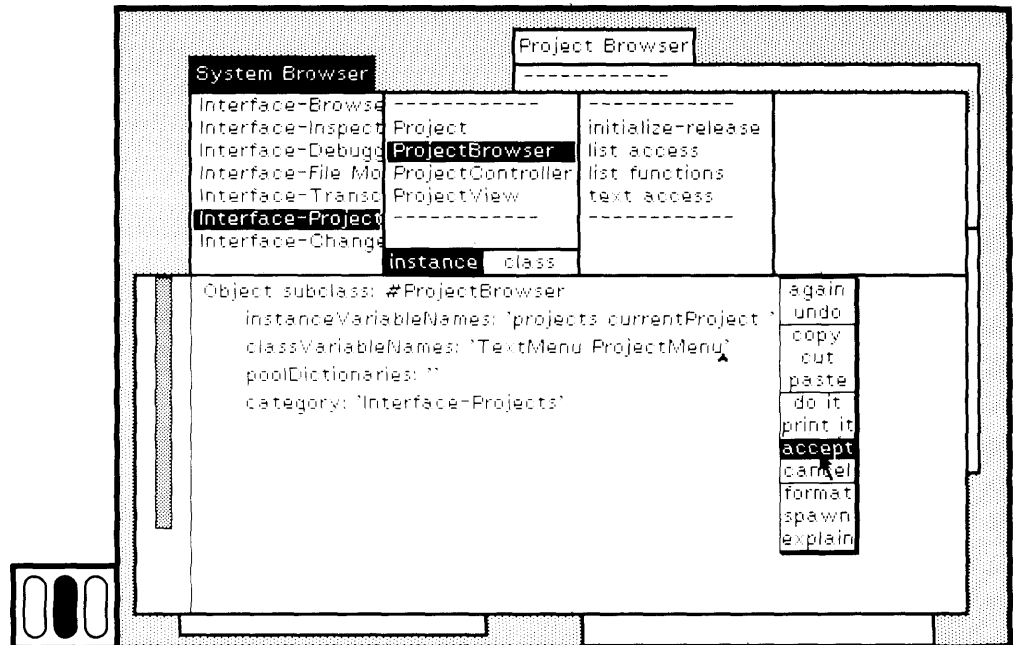 Project Browser
------------
System Browser
Interface-Browse
Interface-Inspect
Interface-Debugg
Interface-File Mo
Interface-Transc
Interface-Project
Interface-Change
------------
Project
ProjectBrowser
ProjectController
ProjectView
------------
instance class
------------
initialize-release
list access
list functions
text access
------------
Object subclass: #ProjectBrowser
instanceVariableNames: 'projects currentProject '
classVariableNames: 'TextMenu ProjectMenu'
poolDictionaries: ''
category: 'Interface-Projects'
again
undo
copy
cut
paste
do it
print it
accept
cancel
format
spawn
explain